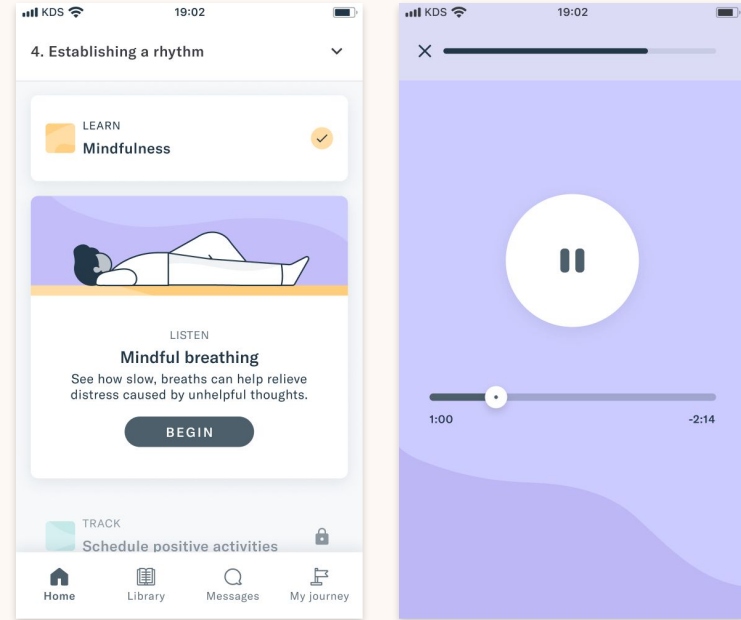 KDS 19:02
4. Establishing a rhythm
LEARN
Mindfulness
LISTEN
Mindful breathing
See how slow, breaths can help relieve
distress caused by unhelpful thoughts.
BEGIN
TRACK
Schedule positive activities
Home Library Messages My journey
KDS 19:02
1:00 -2:14